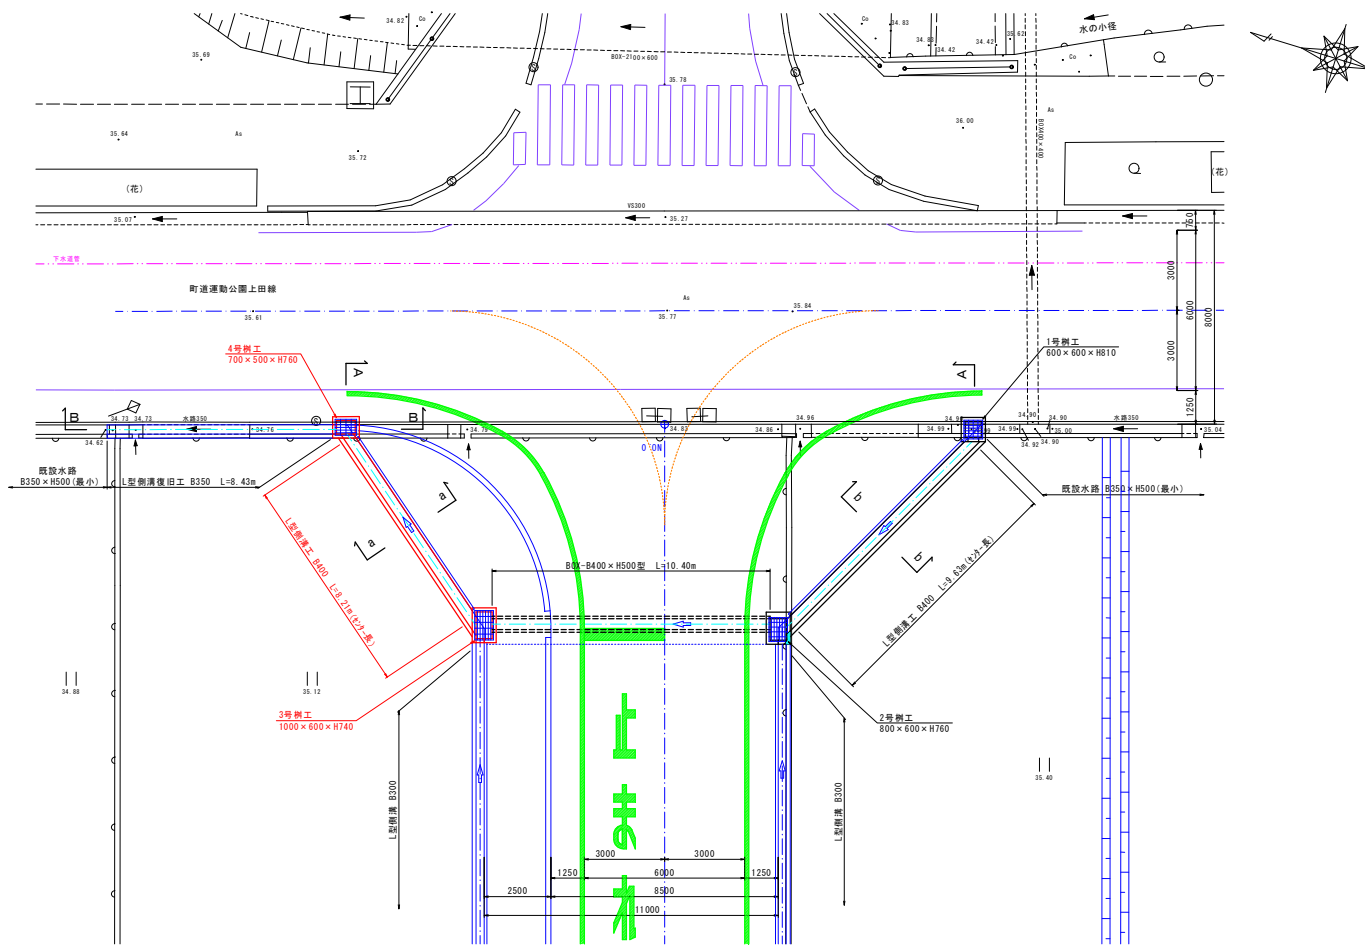 34.82
Co
34.83
水の小径
35.69
34.83
34.42
34.42
35.62
Co
BOX-2100×600
35.78
35.64
As
35.72
36.00
As
BOX400×400
(花)
(花)
35.07
VS300
35.27
750
下水道管
3000
町道運動公園上田線
As
35.61
35.77
35.84
6000
8000
3000
4号桝工
700×500×H760
1号桝工
600×600×H810
A
A
B
B
1250
34.73
34.73
水路350
34.76
34.62
34.83
34.96
34.86
34.99
34.90
34.99
34.90
35.00
34.92
34.90
水路350
35.04
NO.0
既設水路
B350×H500(最小)
L型側溝復旧工 B350 L=8.43m
既設水路 B350×H500(最小)
a
a
b
b
L型側溝工 B400 L=8.21m(センター長)
BOX-B400×H500型 L=10.40m
L型側溝工 B400 L=9.63m(センター長)
34.88
35.12
3号桝工
1000×600×H740
2号桝工
800×600×H760
35.40
L型側溝 B300
L型側溝 B300
止まれ
3000
3000
1250
6000
1250
2500
8500
11000